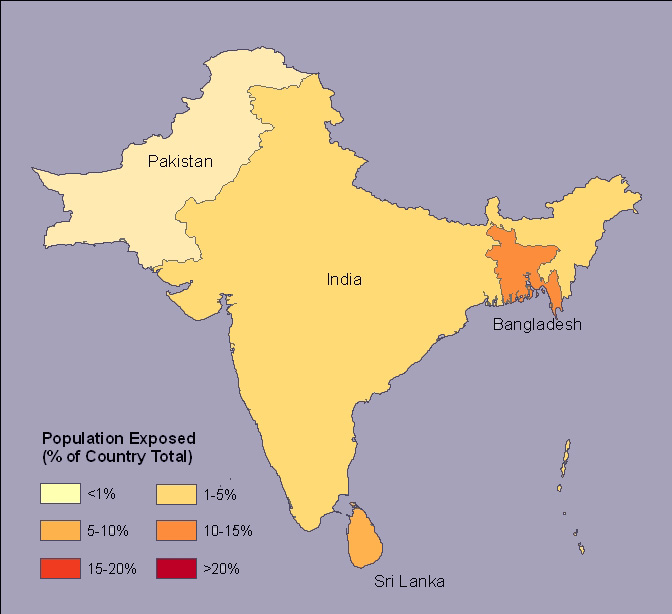 Pakistan
India
Bangladesh
Population Exposed
(% of Country Total)
<1%
1-5%
5-10%
10-15%
15-20%
>20%
Sri Lanka